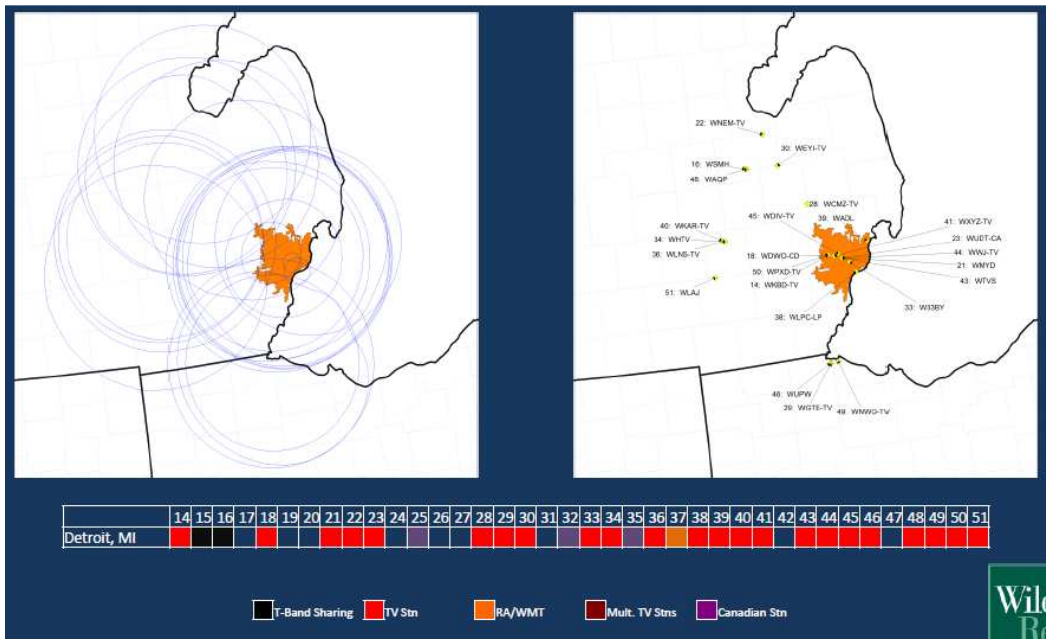 22: WNEM-TV
30: WEYI-TV
16: WSMH
48: WAQP
28: WCMZ-TV
45: WDIV-TV
39: WADL
41: WXYZ-TV
40: WKAR-TV
23: WUDT-CA
34: WHTV
44: WWJ-TV
36: WLNS-TV
18: WDWO-CD
21: WMYD
50: WPXD-TV
43: WTVS
51: WLAJ
14: WKBD-TV
33: W33BY
38: WLPC-LP
46: WUPW
29: WGTE-TV
49: WNWO-TV
14 15 16 17 18 19 20 21 22 23 24 25 26 27 28 29 30 31 32 33 34 35 36 37 38 39 40 41 42 43 44 45 46 47 48 49 50 51
Detroit, MI
T-Band Sharing TV Stn RA/WMT Mult. TV Stns Canadian Stn